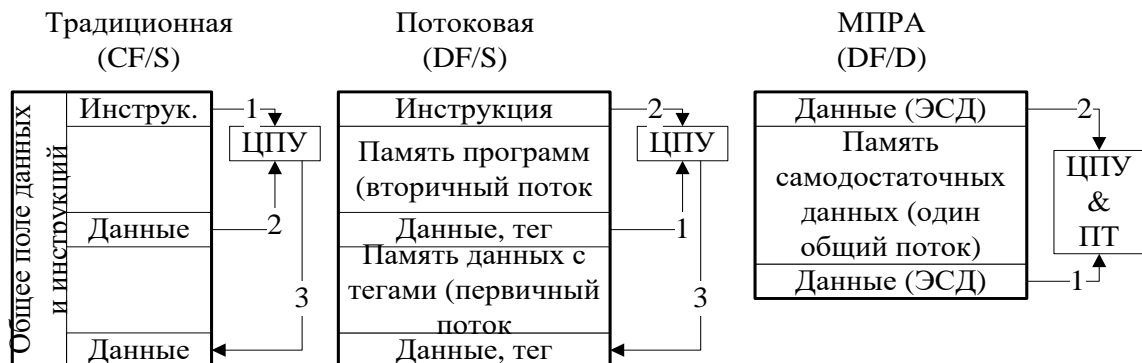 Традиционная
(CF/S)
Общее поле данных
и инструкций
Инструк.
1
ЦПУ
Данные
2
3
Данные
Потоковая
(DF/S)
Инструкция
2
ЦПУ
Память программ
(вторичный поток
Данные, тег
1
Память данных с
тегами (первичный
поток
3
Данные, тег
МПРА
(DF/D)
Данные (ЭСД)
2
Память
самодостаточных
данных (один
общий поток)
ЦПУ
&
ПТ
Данные (ЭСД)
1